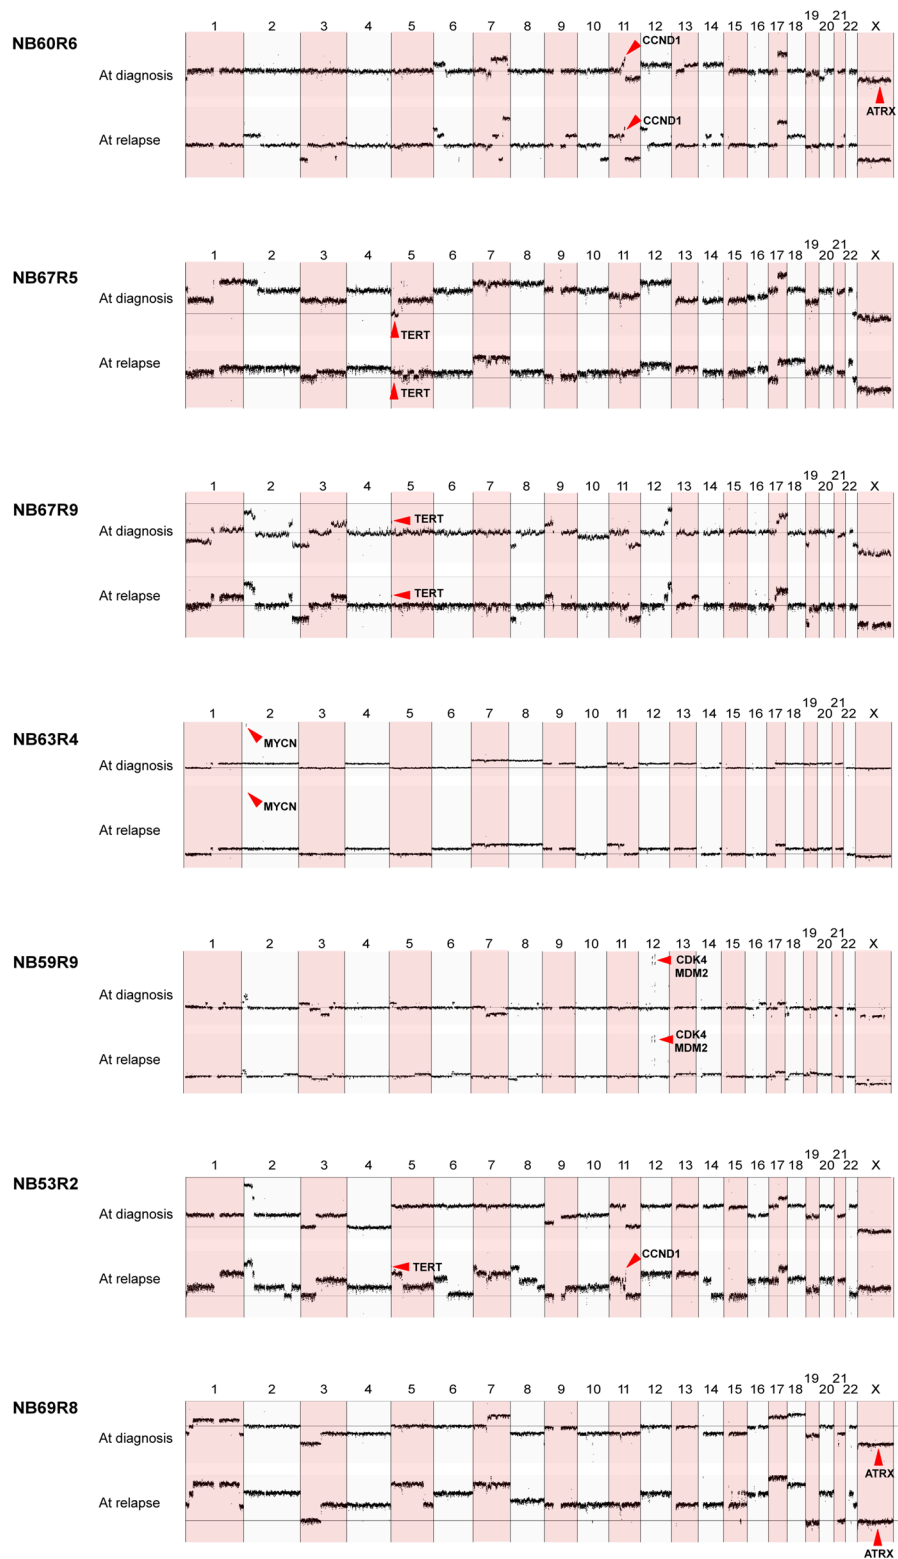 1 2 3 4 5 6 7 8 9 10 11 12 13 14 15 16 17 18 19 20 21 22 X
NB60R6
CCND1
At diagnosis
ATRX
CCND1
At relapse
1 2 3 4 5 6 7 8 9 10 11 12 13 14 15 16 17 18 19 20 21 22 X
NB67R5
At diagnosis
TERT
At relapse
TERT
1 2 3 4 5 6 7 8 9 10 11 12 13 14 15 16 17 18 19 20 21 22 X
NB67R9
TERT
At diagnosis
TERT
At relapse
1 2 3 4 5 6 7 8 9 10 11 12 13 14 15 16 17 18 19 20 21 22 X
NB63R4
MYCN
At diagnosis
MYCN
At relapse
1 2 3 4 5 6 7 8 9 10 11 12 13 14 15 16 17 18 19 20 21 22 X
NB59R9
CDK4
MDM2
At diagnosis
CDK4
MDM2
At relapse
1 2 3 4 5 6 7 8 9 10 11 12 13 14 15 16 17 18 19 20 21 22 X
NB53R2
At diagnosis
CCND1
TERT
At relapse
1 2 3 4 5 6 7 8 9 10 11 12 13 14 15 16 17 18 19 20 21 22 X
NB69R8
At diagnosis
ATRX
At relapse
ATRX